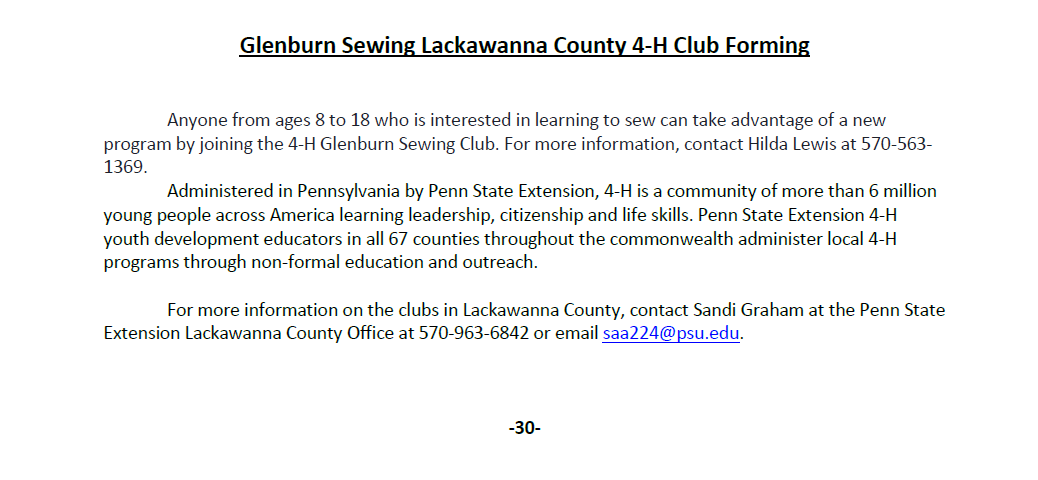 Glenburn Sewing Lackawanna County 4-H Club Forming
Anyone from ages 8 to 18 who is interested in learning to sew can take advantage of a new
program by joining the 4-H Glenburn Sewing Club. For more information, contact Hilda Lewis at 570-563-
1369.
Administered in Pennsylvania by Penn State Extension, 4-H is a community of more than 6 million
young people across America learning leadership, citizenship and life skills. Penn State Extension 4-H
youth development educators in all 67 counties throughout the commonwealth administer local 4-H
programs through non-formal education and outreach.
For more information on the clubs in Lackawanna County, contact Sandi Graham at the Penn State
Extension Lackawanna County Office at 570-963-6842 or email saa224@psu.edu.
-30-